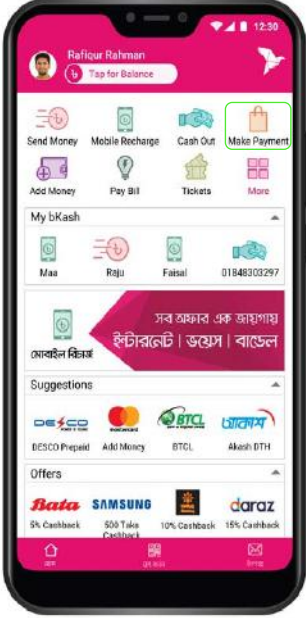 12:30
Rafiqur Rahman
Tap for Balance
Send Money Mobile Recharge Cash Out Make Payment
Add Money Pay Bill Tickets More
My bKash
Maa Raju Faisal 01848303297
সব অফার এক জায়গায়
মোবাইল রিচার্জ ইন্টারনেট | ভয়েস | বান্ডেল
Suggestions
DESCO mastercard BTCL আকাশ
DESCO Prepaid Add Money BTCL Akash DTH
Offers
Bata SAMSUNG daraz
5% Cashback 500 Taka Cashback 10% Cashback 15% Cashback